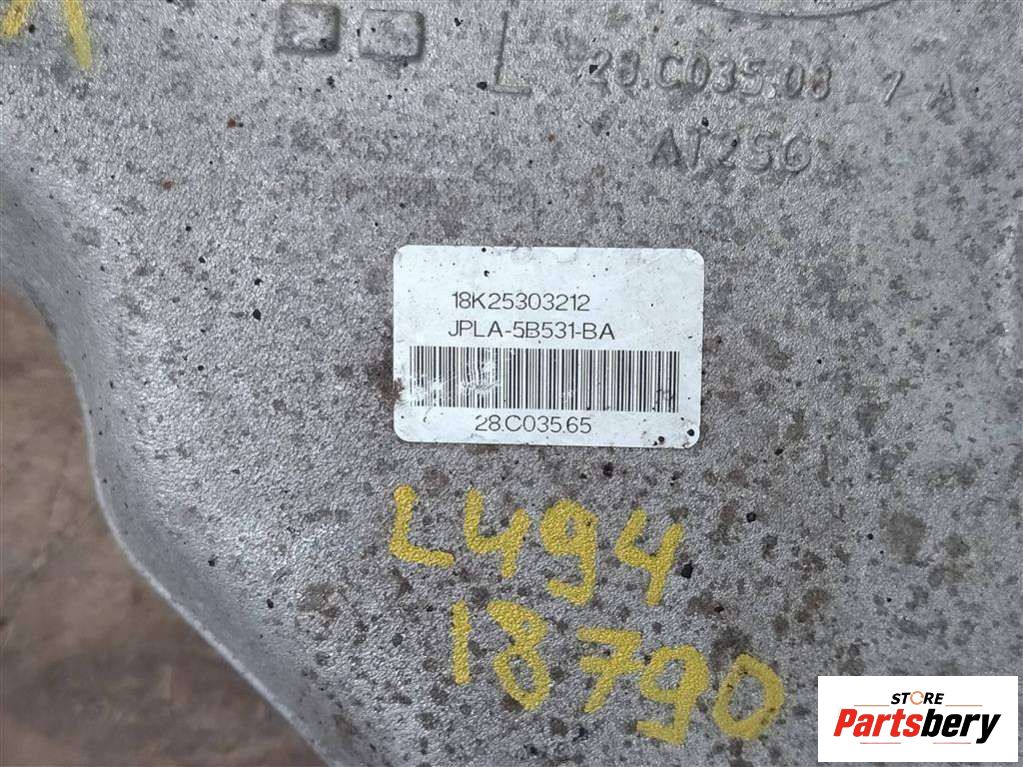 L 28.C035.08 7 A
AT2SG
18K25303212
JPLA-5B531-BA
28.C035.65
L494
18790
STORE
Partsbery